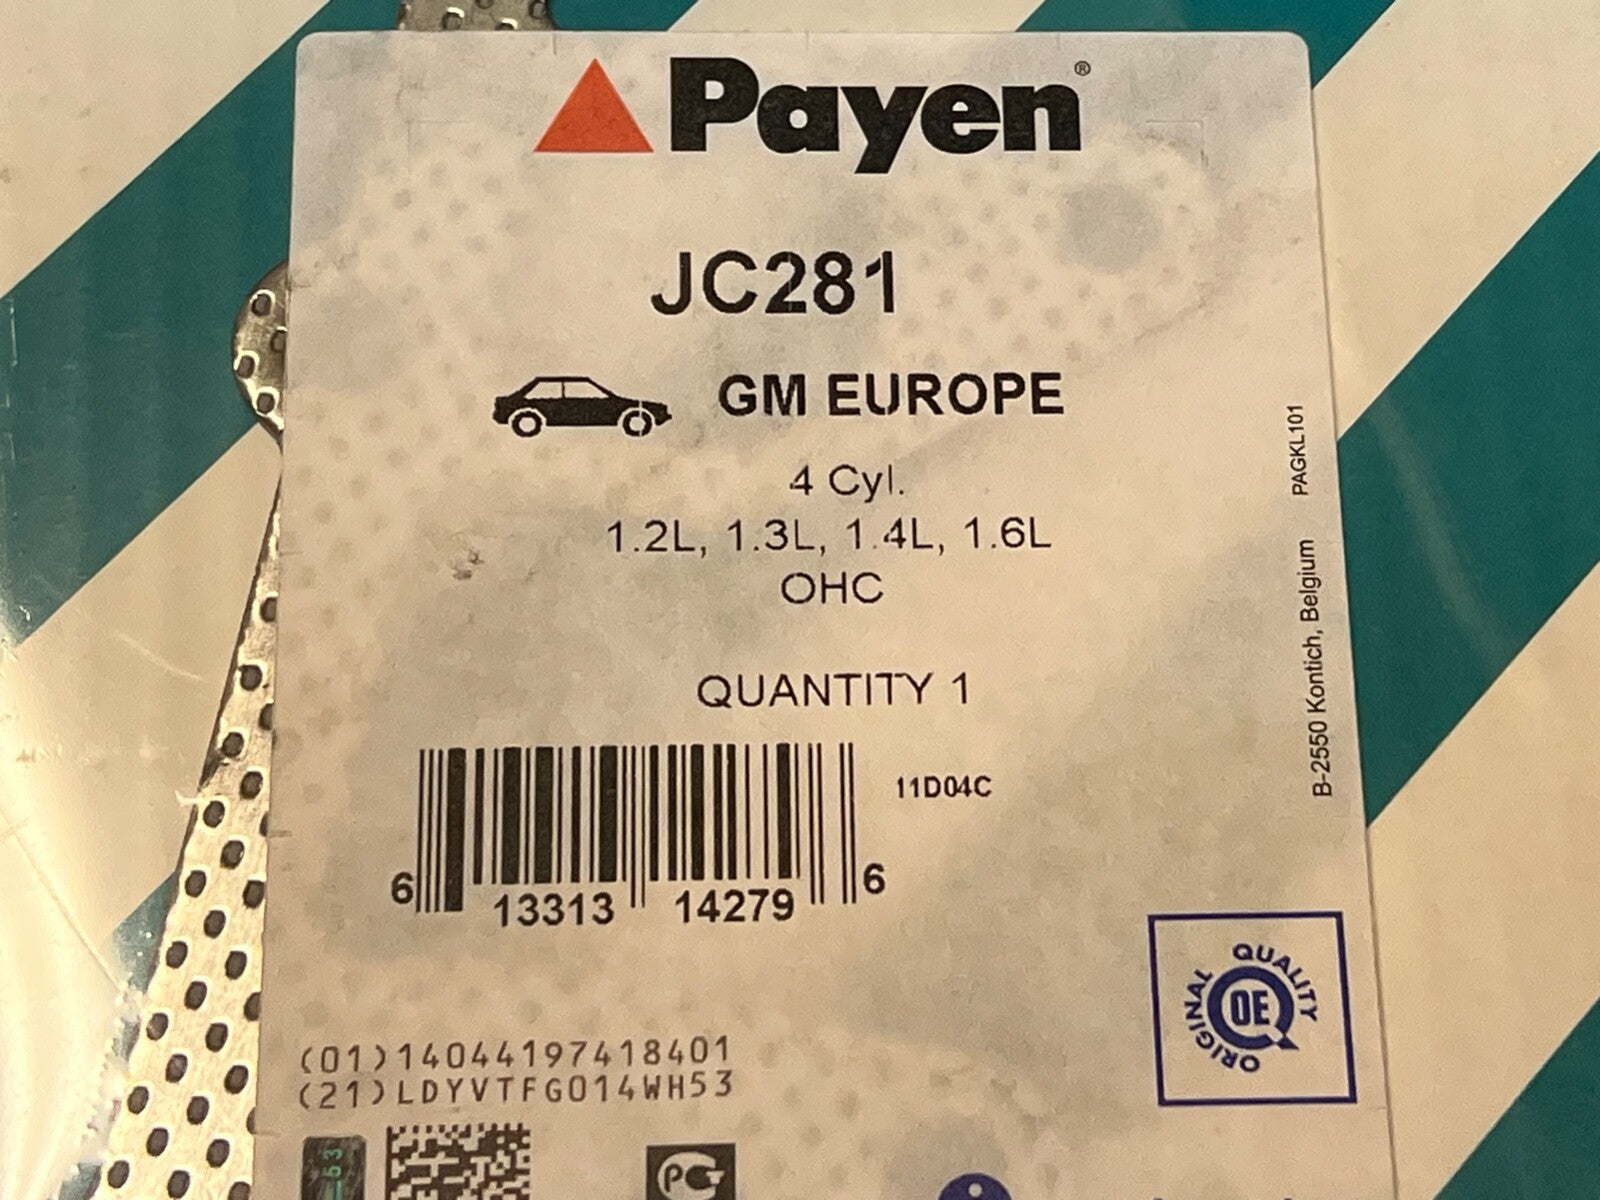 Payen®
JC281
GM EUROPE
4 Cyl.
1.2L, 1.3L, 1.4L, 1.6L
OHC
QUANTITY 1
11D04C
6 13313 14279 6
B-2550 Kontich, Belgium PAGKL101
ORIGINAL QUALITY
OE
(01)14044197418401
(21)LDYVTFG014WH53
53